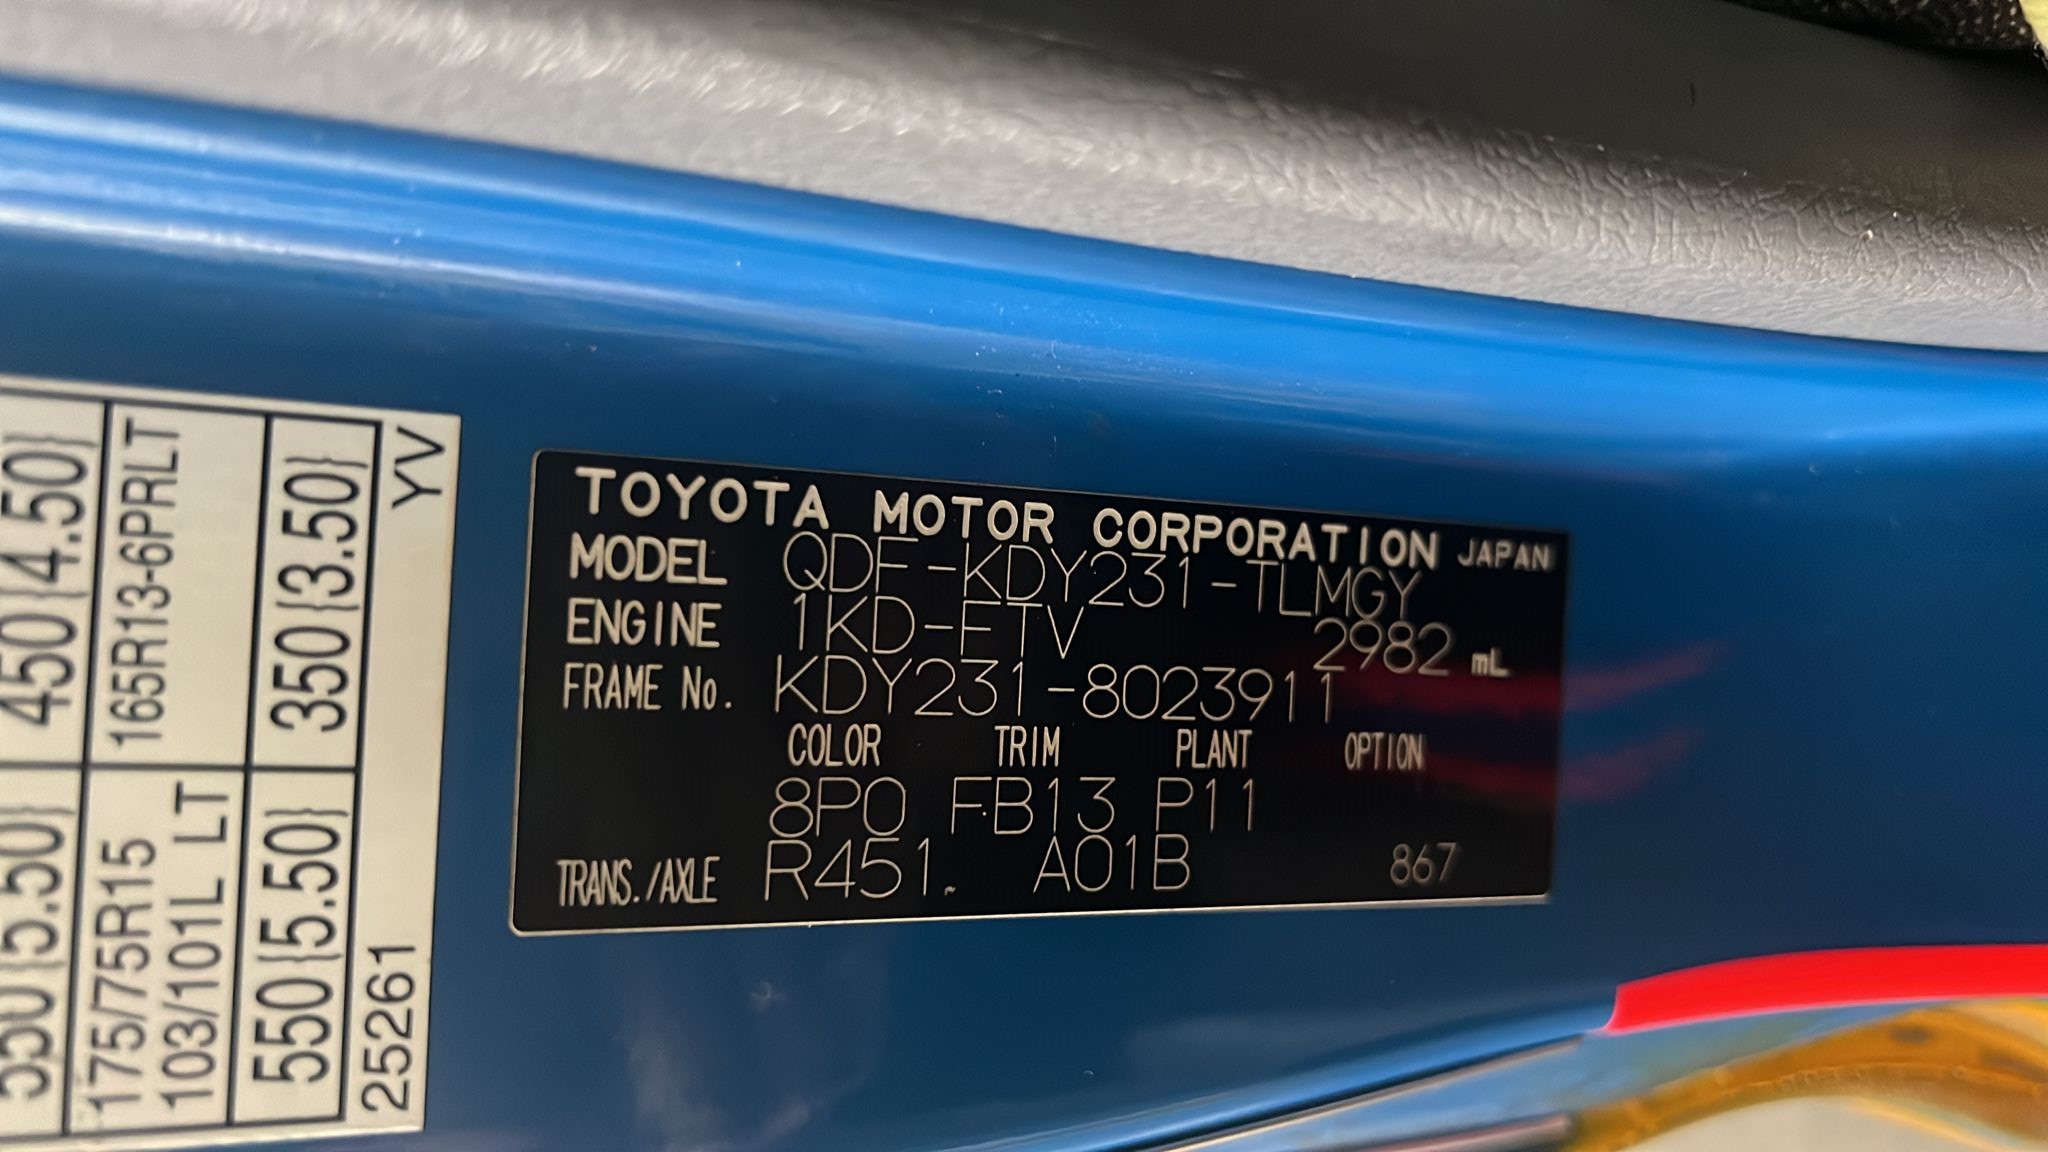 TOYOTA MOTOR CORPORATION JAPAN
MODEL QDF-KDY231-TLMGY
ENGINE 1KD-FTV 2982 mL
FRAME No. KDY231-8023911
COLOR TRIM PLANT OPTION
8P0 FB13 P11
TRANS./AXLE R451 A01B 867
550{5.50} 450{4.50}
175/75R15 165R13-6PRLT
103/101L LT
550{5.50} 350{3.50}
25261 YV